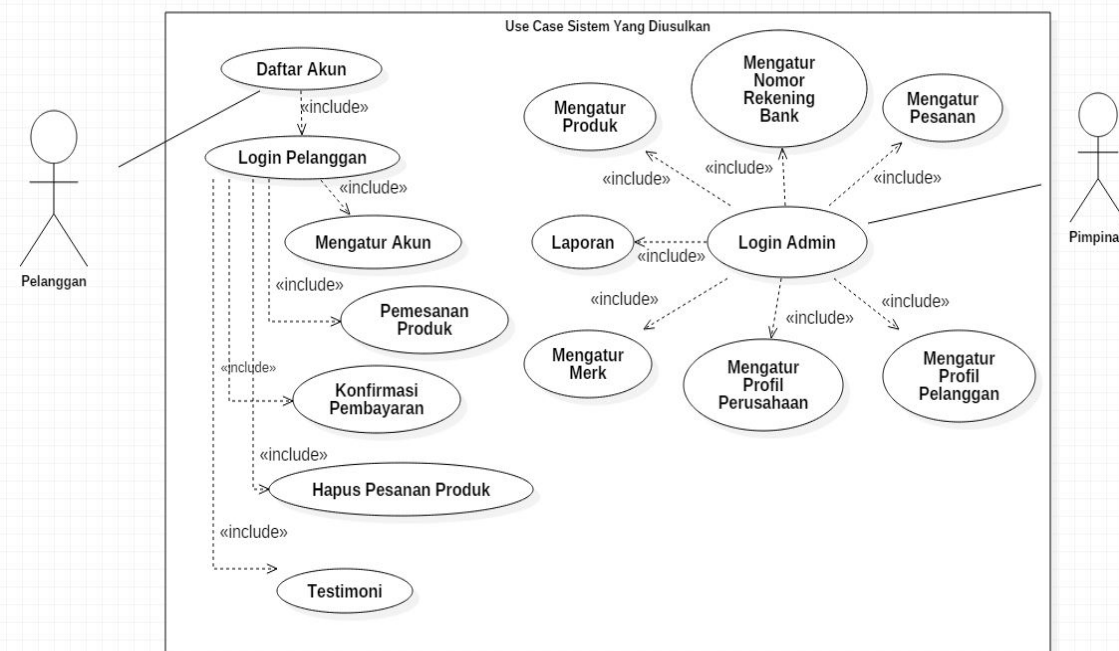 Use Case Sistem Yang Diusulkan
Daftar Akun
«include»
Login Pelanggan
«include»
Mengatur Akun
«include»
Pemesanan
Produk
«include»
Konfirmasi
Pembayaran
«include»
Hapus Pesanan Produk
«include»
Testimoni
Pelanggan
Mengatur
Produk
Mengatur
Nomor
Rekening
Bank
Mengatur
Pesanan
«include»
«include»
«include»
Laporan
«include»
Login Admin
«include»
«include»
«include»
Mengatur
Merk
Mengatur
Profil
Perusahaan
Mengatur
Profil
Pelanggan
Pimpina